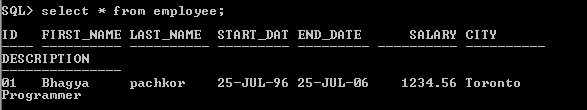 SQL> select * from employee;
ID   FIRST_NAME LAST_NAME  START_DAT END_DATE      SALARY CITY
---- ---------- ---------- --------- --------- ---------- ----------
DESCRIPTION
---------------
01   Bhagya     pachkor    25-JUL-96 25-JUL-06    1234.56 Toronto
Programmer